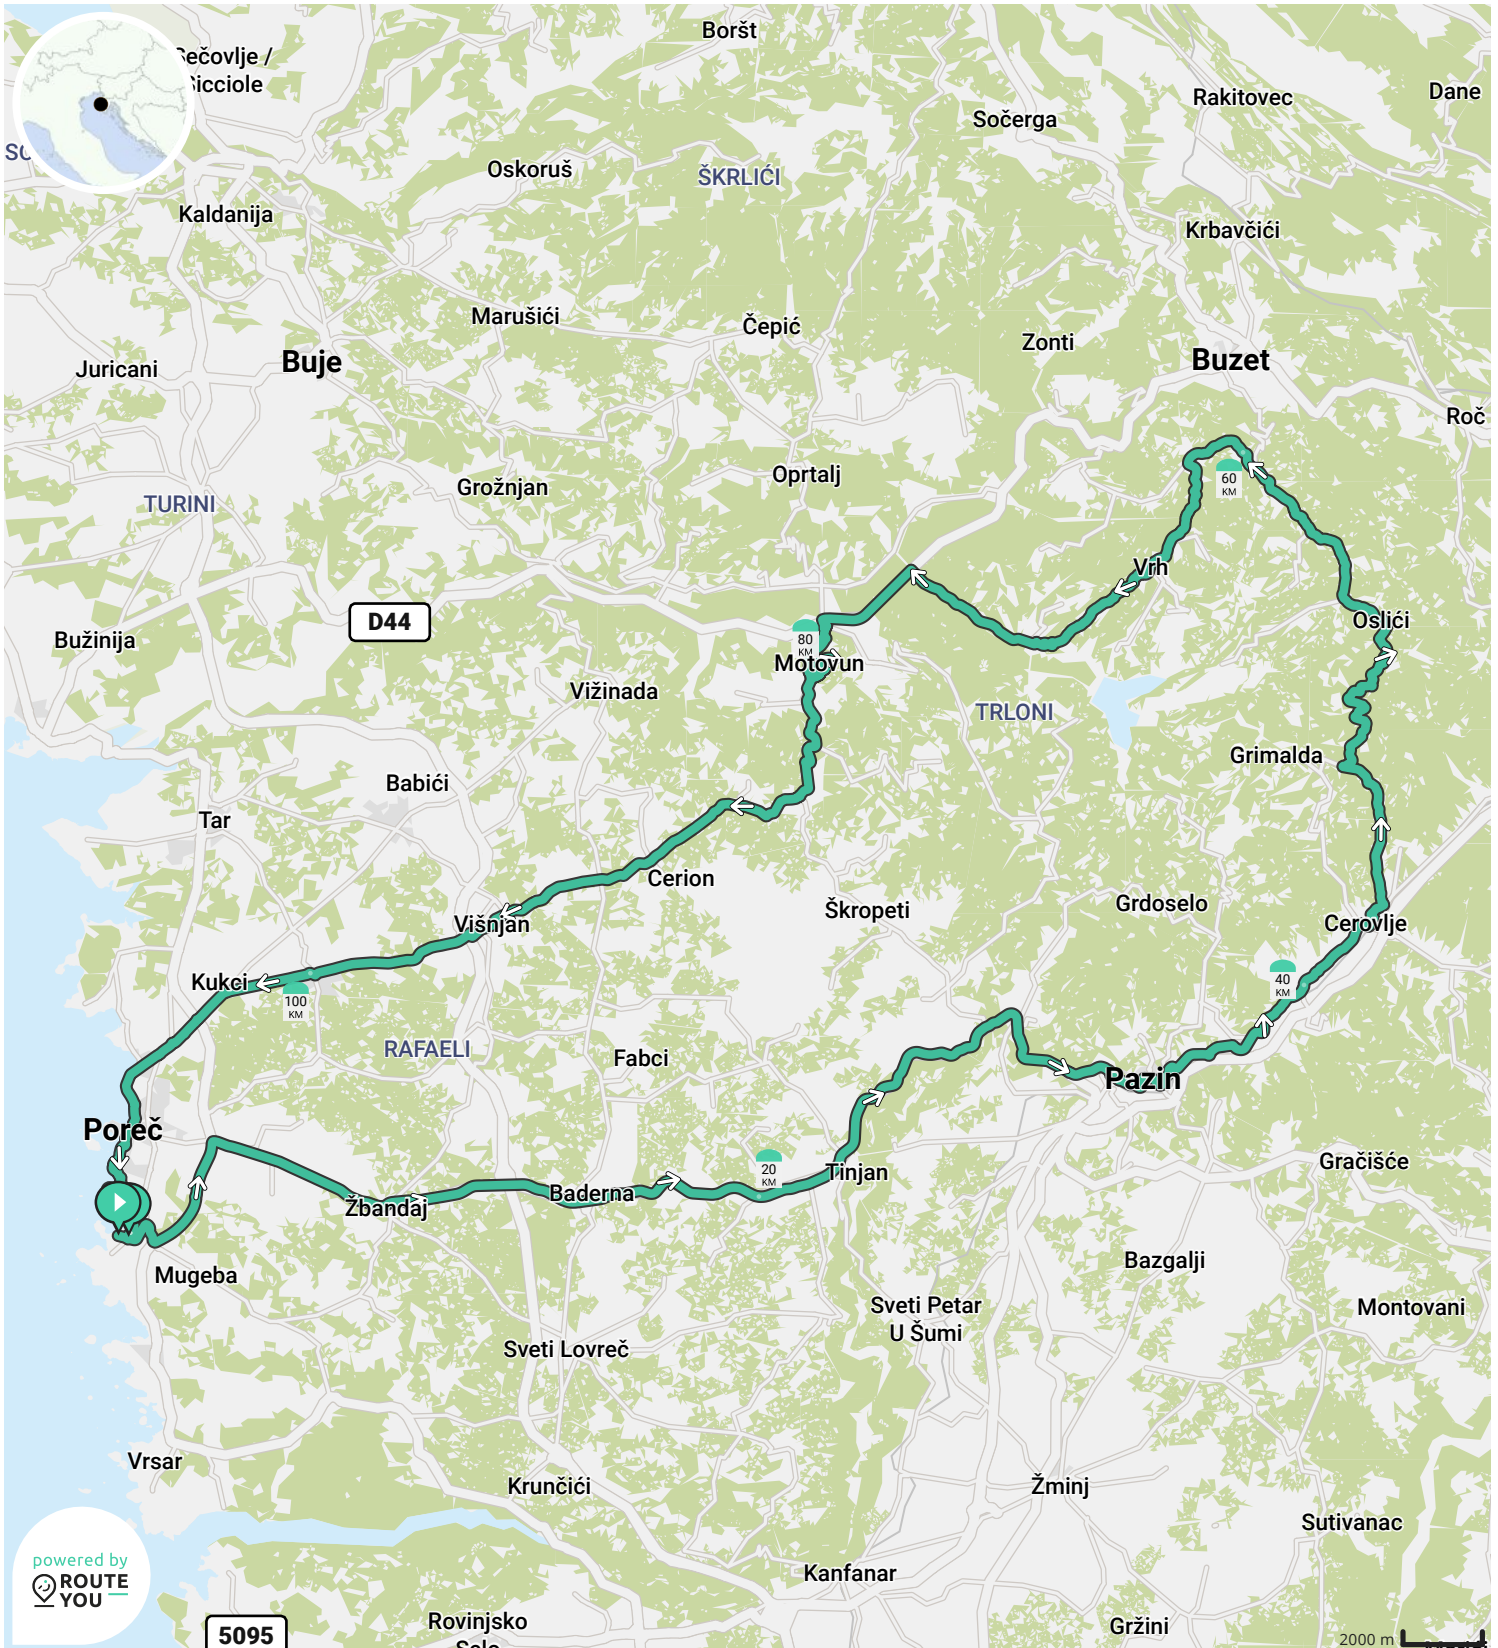 Boršt
Sečovlje /
Sicciole
Dane
Rakitovec
Sočerga
Oskoruš
ŠKRLIĆI
Kaldanija
Krbavčići
Marušići
Čepić
Zonti
Buje
Buzet
Juricani
Roč
Oprtalj
Grožnjan
60
KM
TURINI
Vrh
D44
Oslići
Bužinija
80
KM
Motovun
Vižinada
TRLONI
Grimalda
Babići
Tar
Cerion
Grdoselo
Škropeti
Višnjan
Cerovlje
Kukci
40
KM
100
KM
RAFAELI
Fabci
Pazin
Poreč
20
KM
Tinjan
Gračišće
Baderna
Žbandaj
Bazgalji
Mugeba
Sveti Petar
U Šumi
Montovani
Sveti Lovreč
Vrsar
Krunčići
Žminj
Sutivanac
powered by
ROUTE
YOU
Kanfanar
Rovinjsko
Gržini
5095
2000 m